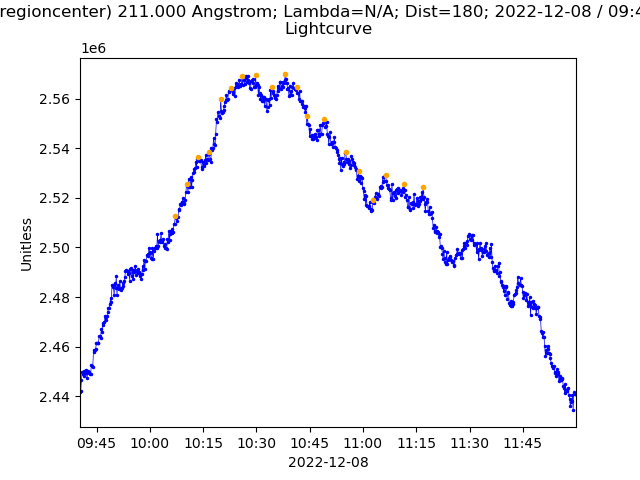 regioncenter) 211.000 Angstrom; Lambda=N/A; Dist=180; 2022-12-08 / 09:4
Lightcurve
1e6
2.56
2.54
2.52
2.50
2.48
2.46
2.44
Unitless
09:45 10:00 10:15 10:30 10:45 11:00 11:15 11:30 11:45
2022-12-08